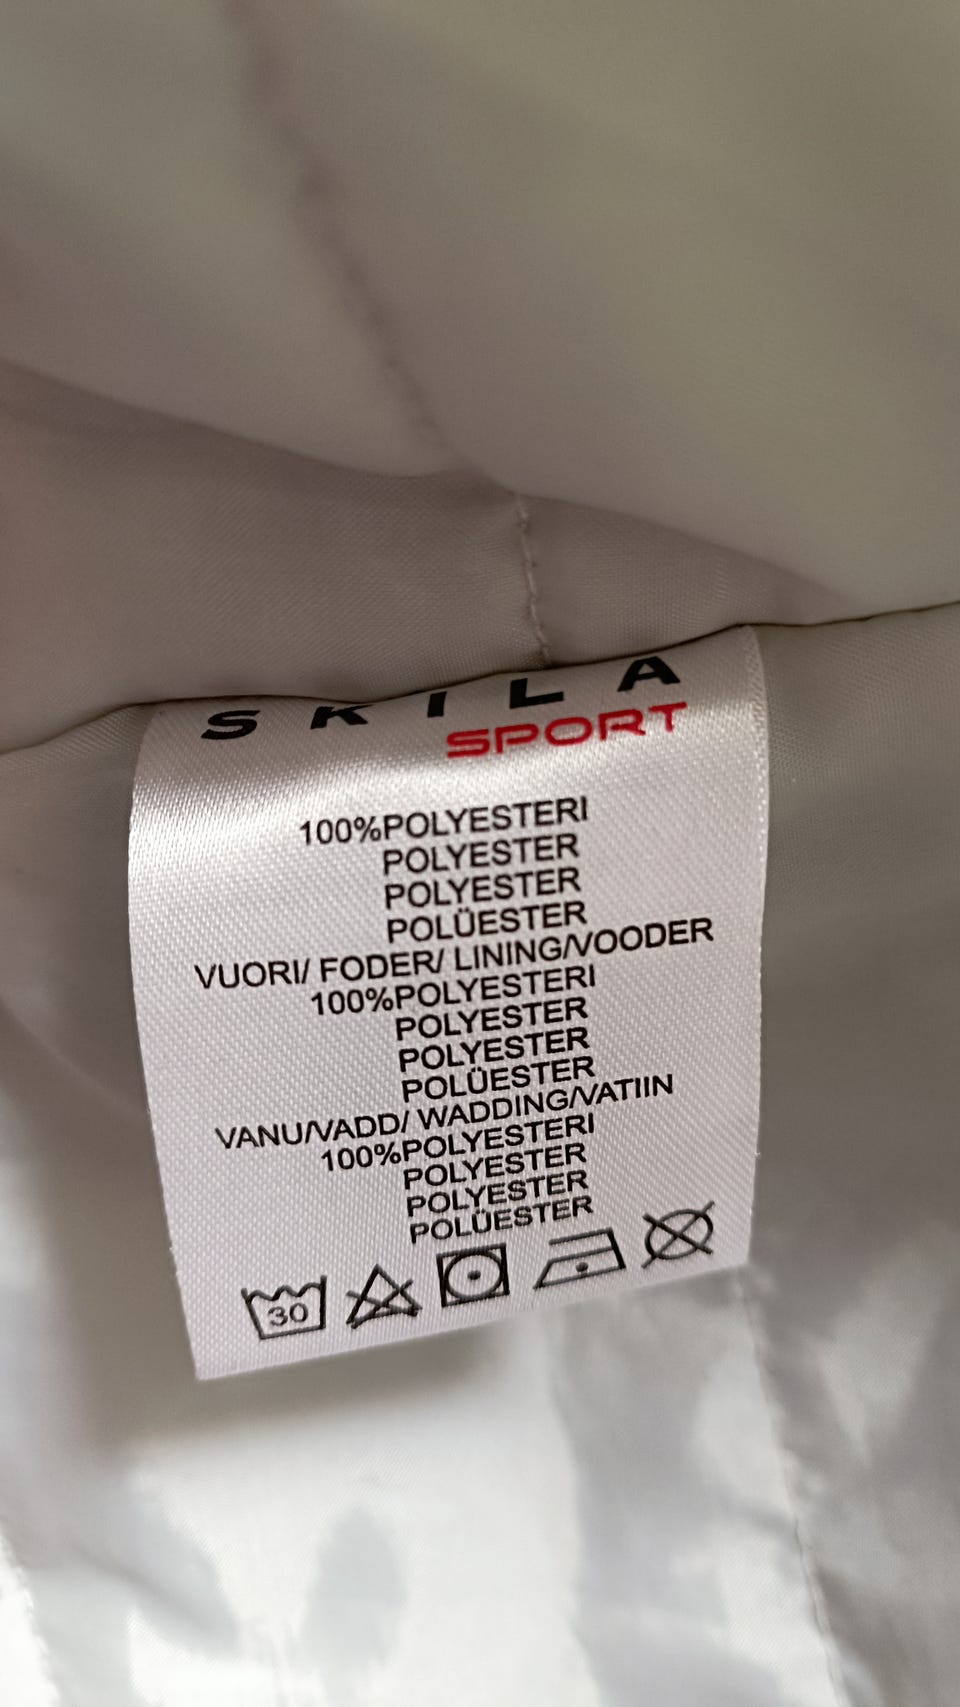 SKILA
SPORT
100%POLYESTERI
POLYESTER
POLYESTER
POLÜESTER
VUORI/ FODER/ LINING/VOODER
100%POLYESTERI
POLYESTER
POLYESTER
POLÜESTER
VANU/VADD/ WADDING/VATIIN
100%POLYESTERI
POLYESTER
POLYESTER
POLÜESTER
30